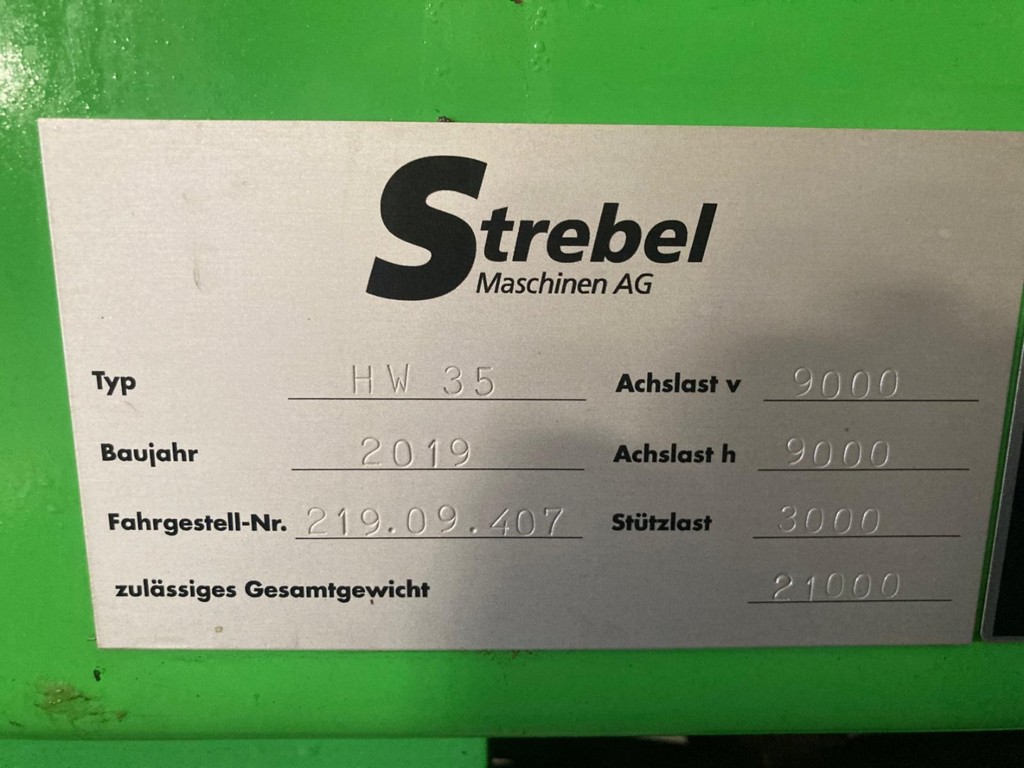 Strebel
Maschinen AG
Typ HW 35 Achslast v 9000
Baujahr 2019 Achslast h 9000
Fahrgestell-Nr. 219.09.407 Stützlast 3000
zulässiges Gesamtgewicht 21000